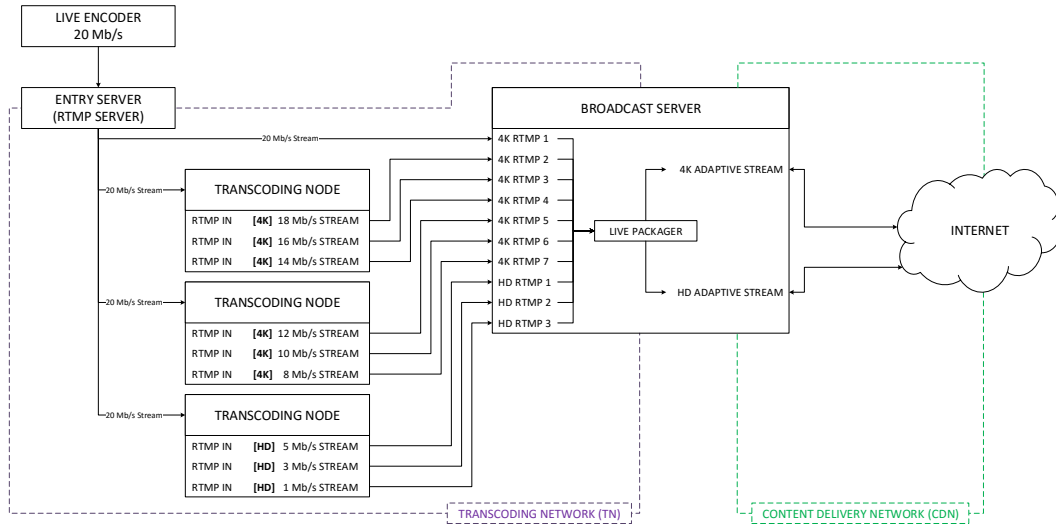 LIVE ENCODER
20 Mb/s
ENTRY SERVER
(RTMP SERVER)
20 Mb/s Stream
BROADCAST SERVER
4K RTMP 1
4K RTMP 2
4K RTMP 3
4K RTMP 4
4K RTMP 5
4K RTMP 6
4K RTMP 7
HD RTMP 1
HD RTMP 2
HD RTMP 3
LIVE PACKAGER
4K ADAPTIVE STREAM
HD ADAPTIVE STREAM
INTERNET
20 Mb/s Stream
TRANSCODING NODE
RTMP IN [4K] 18 Mb/s STREAM
RTMP IN [4K] 16 Mb/s STREAM
RTMP IN [4K] 14 Mb/s STREAM
20 Mb/s Stream
TRANSCODING NODE
RTMP IN [4K] 12 Mb/s STREAM
RTMP IN [4K] 10 Mb/s STREAM
RTMP IN [4K] 8 Mb/s STREAM
20 Mb/s Stream
TRANSCODING NODE
RTMP IN [HD] 5 Mb/s STREAM
RTMP IN [HD] 3 Mb/s STREAM
RTMP IN [HD] 1 Mb/s STREAM
TRANSCODING NETWORK (TN)
CONTENT DELIVERY NETWORK (CDN)